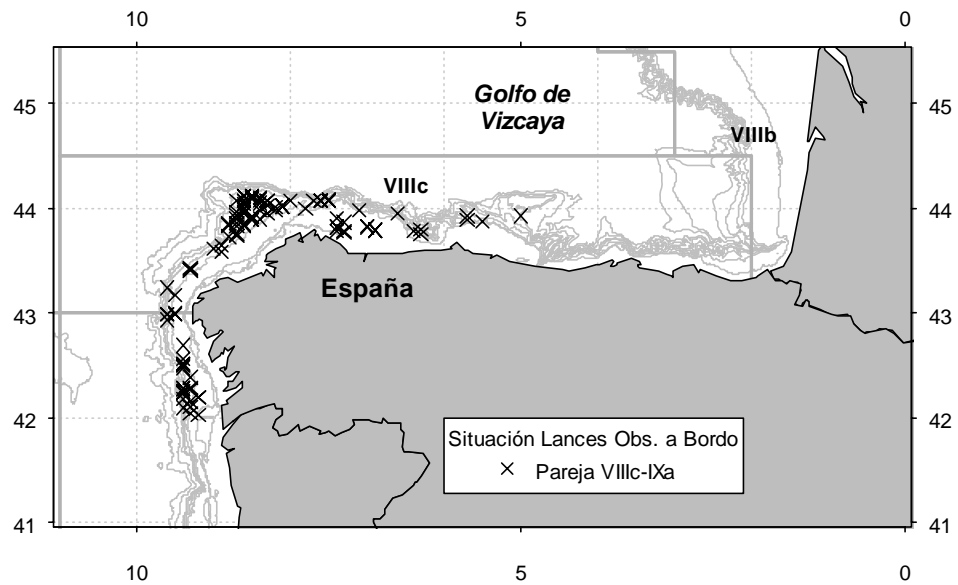 10 5 0
45 45
Golfo de
Vizcaya
VIIIb
VIIIc
44 44
España
43 43
42 42
Situación Lances Obs. a Bordo
× Pareja VIIIc-IXa
41 41
10 5 0